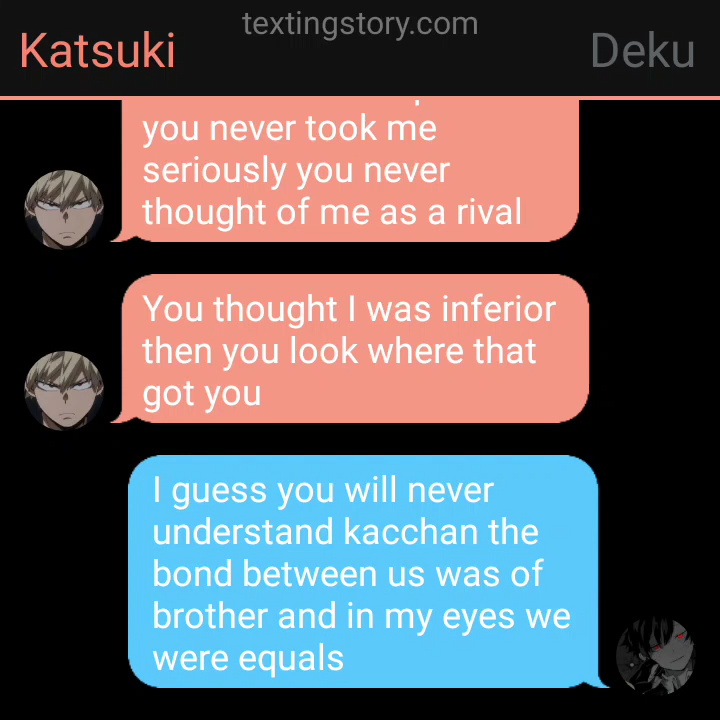 textingstory.com
Katsuki
Deku
you never took me
seriously you never
thought of me as a rival
You thought I was inferior
then you look where that
got you
I guess you will never
understand kacchan the
bond between us was of
brother and in my eyes we
were equals